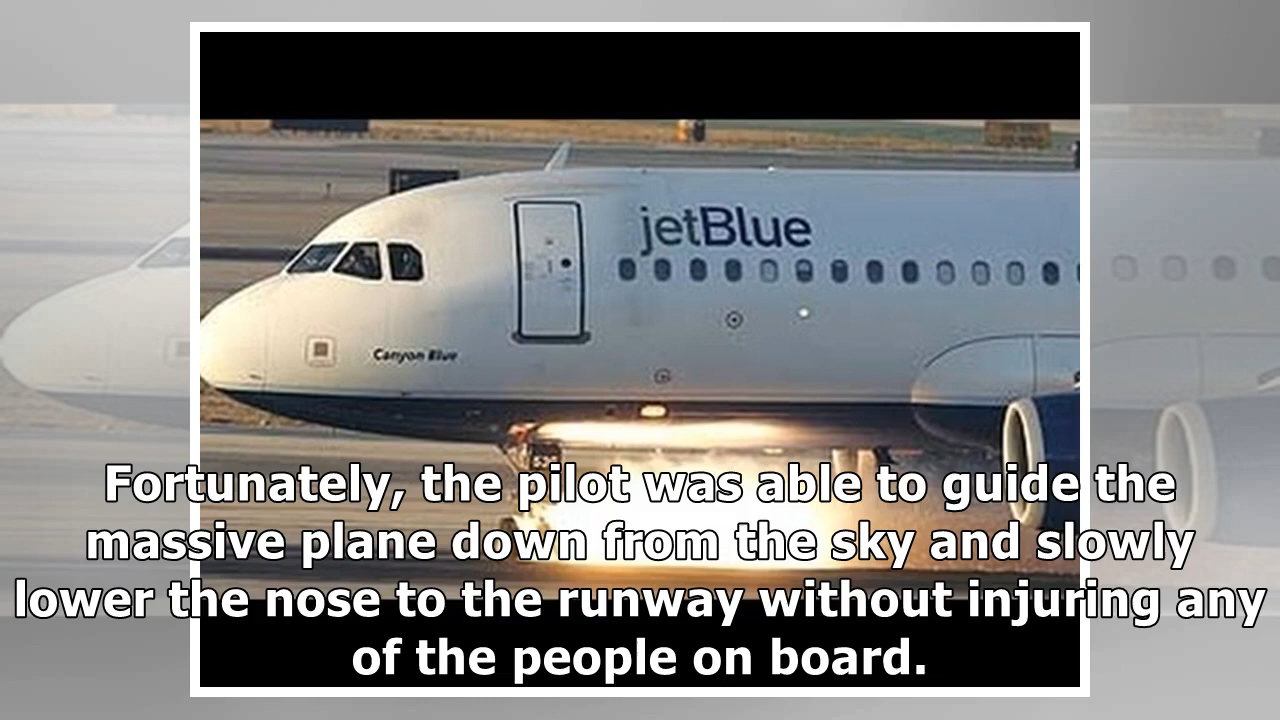 jetBlue
Canyon Blue
Fortunately, the pilot was able to guide the
massive plane down from the sky and slowly
lower the nose to the runway without injuring any
of the people on board.